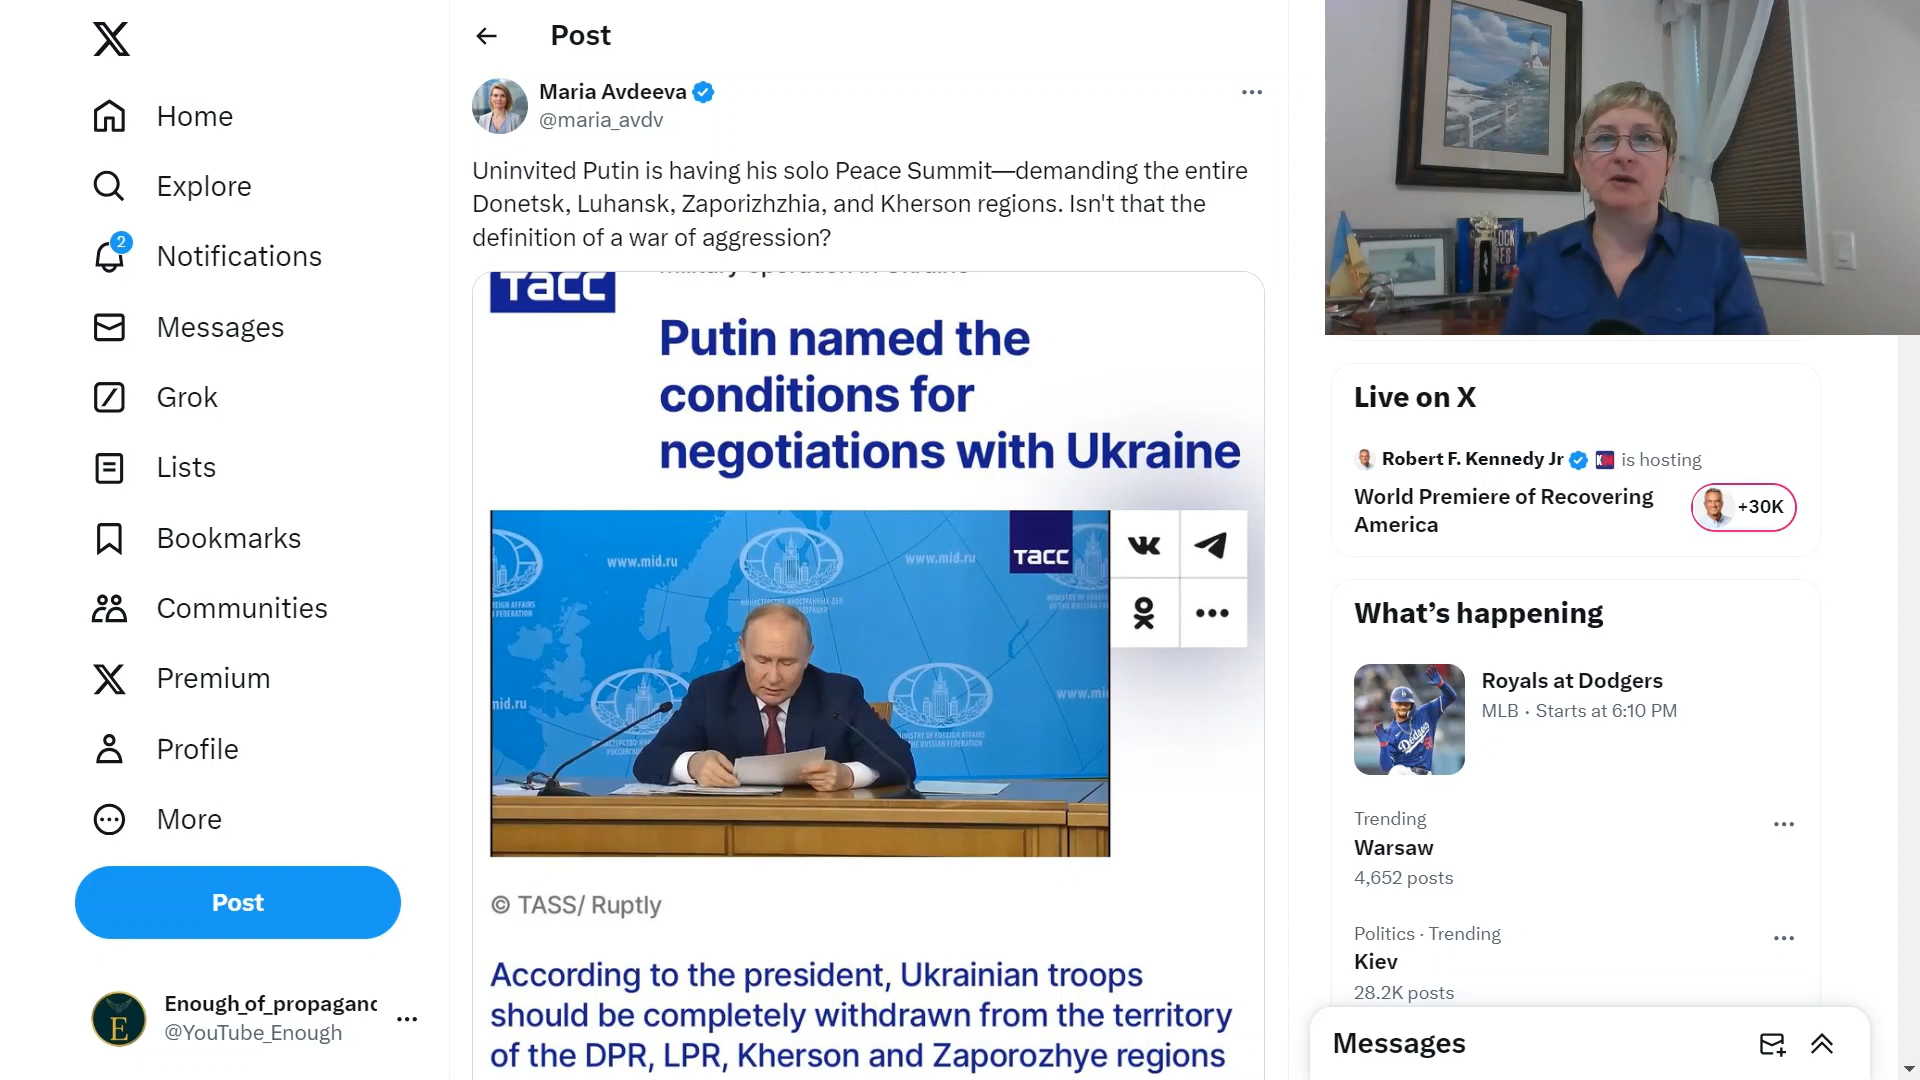 Home
Explore
2
Notifications
Messages
Grok
Lists
Bookmarks
Communities
Premium
Profile
More
Post
Enough_of_propaganc
@YouTube_Enough
Post
Maria Avdeeva
@maria_avdv
Uninvited Putin is having his solo Peace Summit—demanding the entire
Donetsk, Luhansk, Zaporizhzhia, and Kherson regions. Isn't that the
definition of a war of aggression?
тасс
Putin named the
conditions for
negotiations with Ukraine
www.mid.ru
www.mid.ru
тасс
mid.ru
www.mi
© TASS/ Ruptly
According to the president, Ukrainian troops
should be completely withdrawn from the territory
of the DPR, LPR, Kherson and Zaporozhye regions
Live on X
Robert F. Kennedy Jr is hosting
World Premiere of Recovering
America
+30K
What's happening
Royals at Dodgers
MLB · Starts at 6:10 PM
Dodgers
Trending
Warsaw
4,652 posts
Politics · Trending
Kiev
28.2K posts
Messages